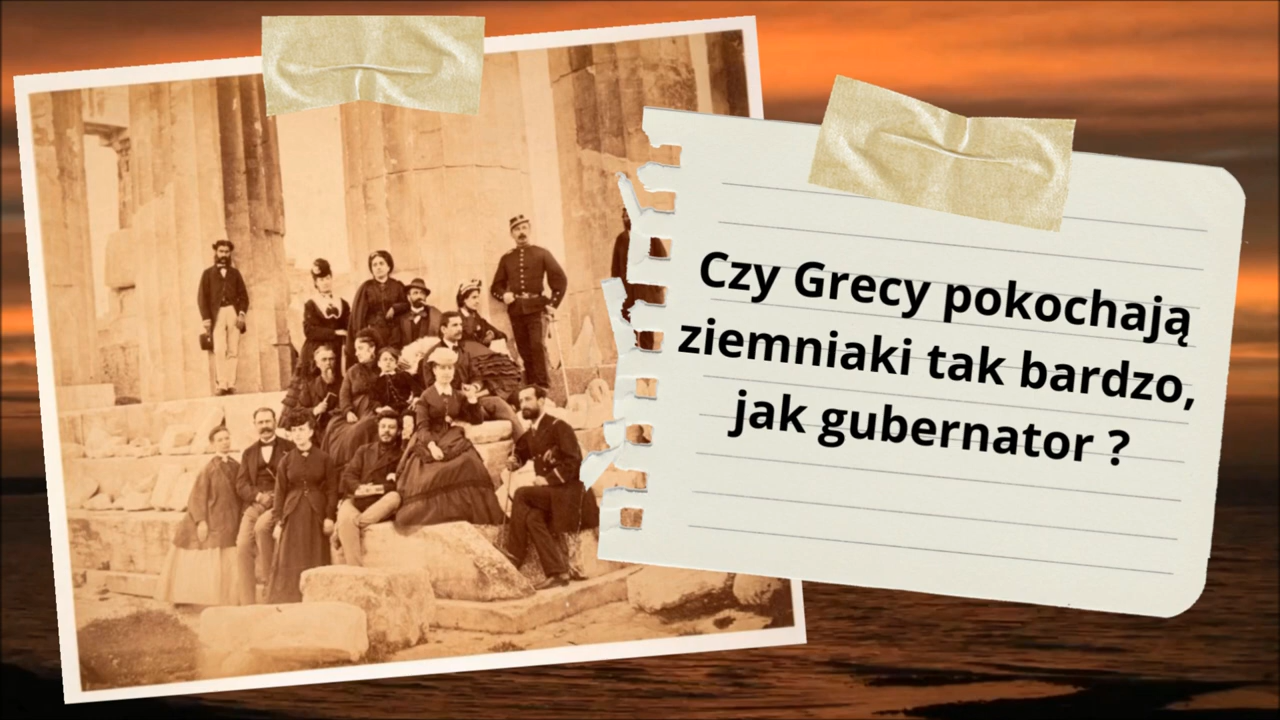 Czy Grecy pokochają
ziemniaki tak bardzo,
jak gubernator ?